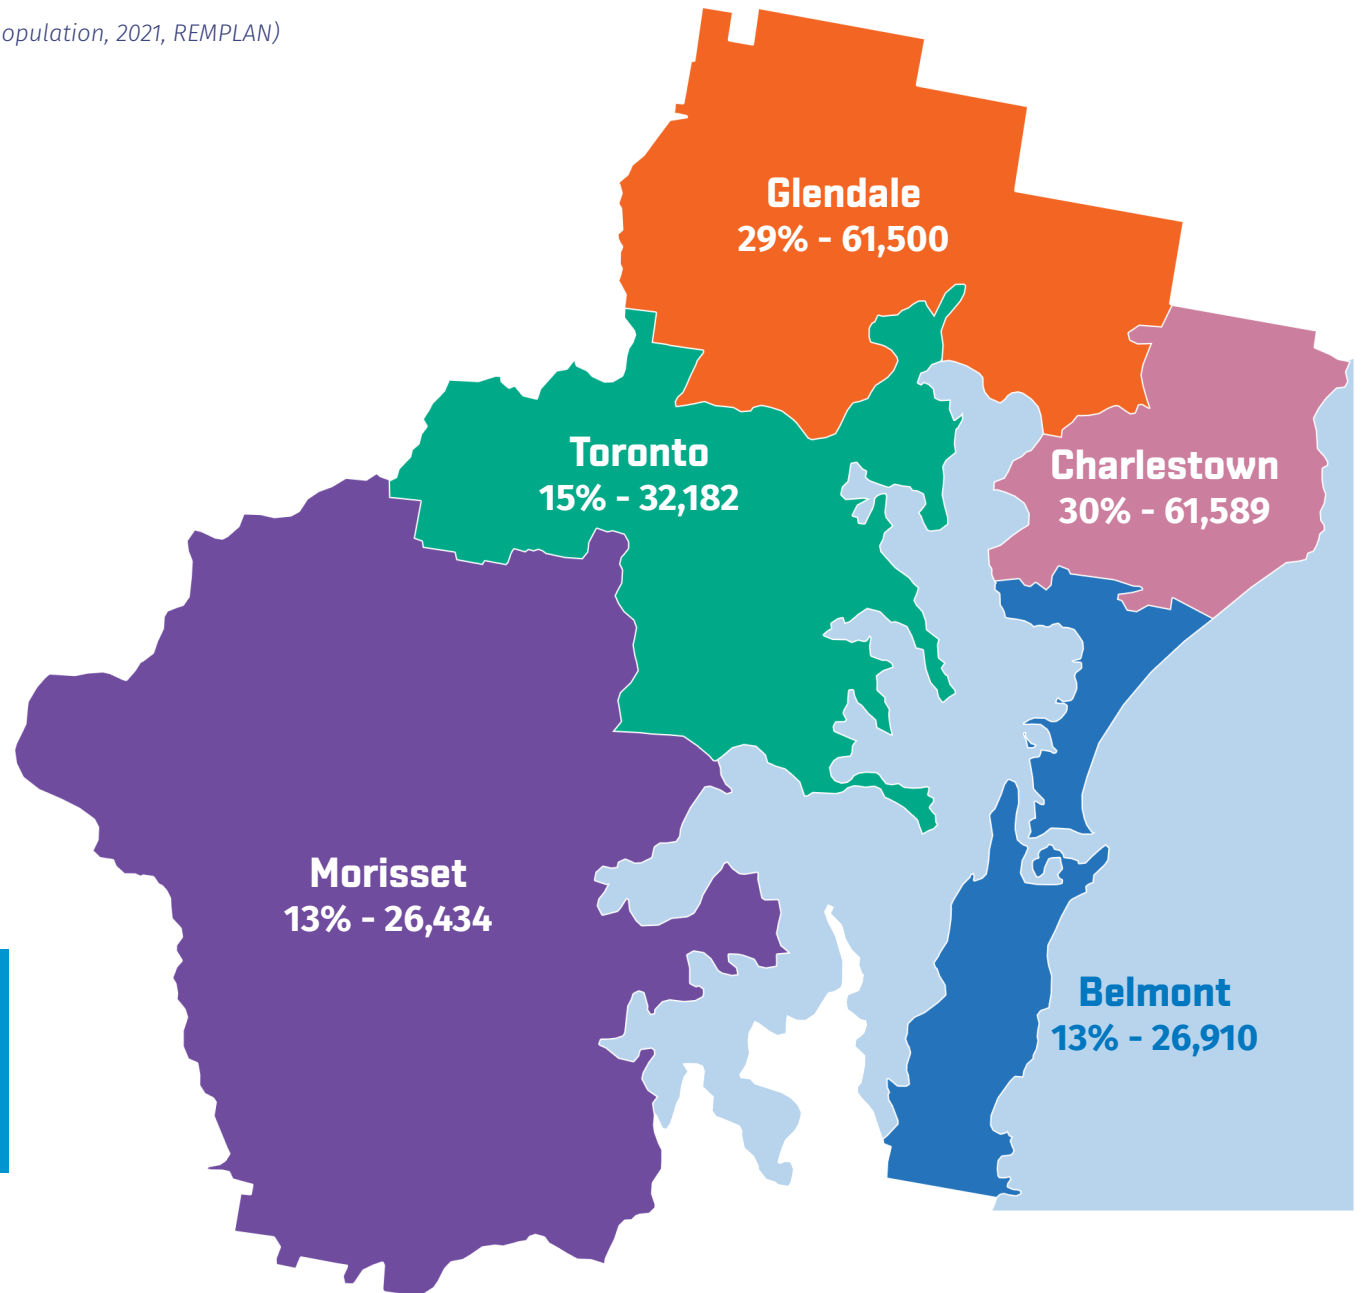 opulation, 2021, REMPLAN)
Glendale
29% - 61,500
Toronto
15% - 32,182
Charlestown
30% - 61,589
Morisset
13% - 26,434
Belmont
13% - 26,910